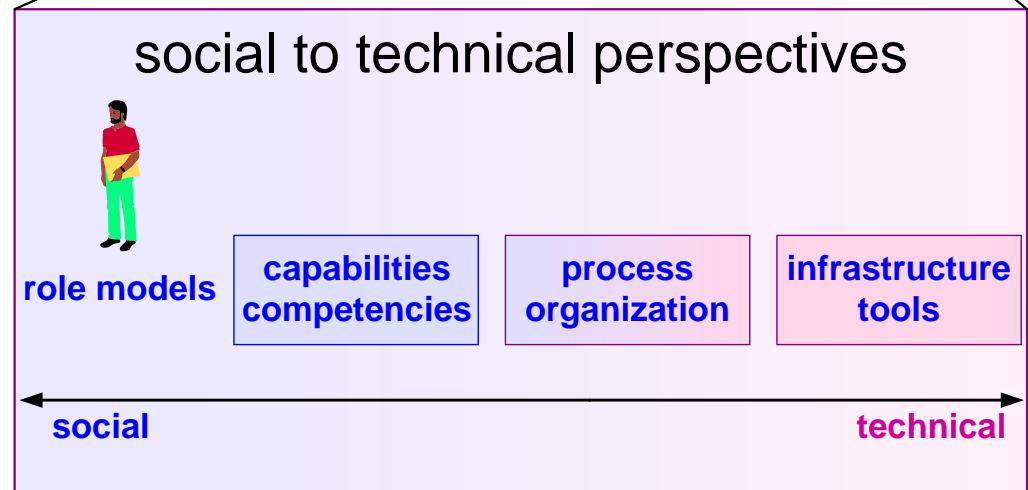 social to technical perspectives
role models
capabilities
competencies
process
organization
infrastructure
tools
social
technical